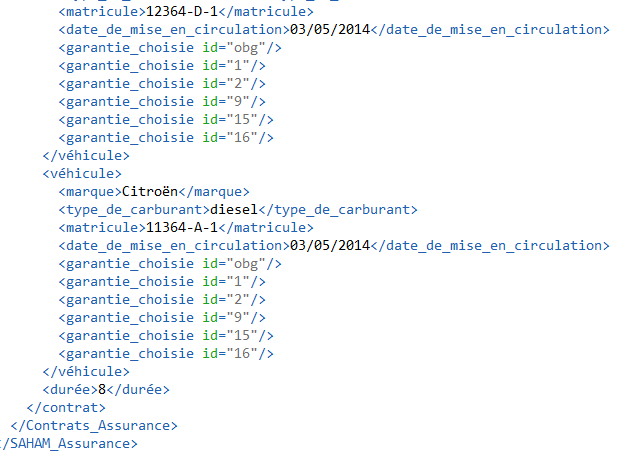 <matricule>12364-D-1</matricule>
<date_de_mise_en_circulation>03/05/2014</date_de_mise_en_circulation>
<garantie_choisie id="obg"/>
<garantie_choisie id="1"/>
<garantie_choisie id="2"/>
<garantie_choisie id="9"/>
<garantie_choisie id="15"/>
<garantie_choisie id="16"/>
</véhicule>
<véhicule>
<marque>Citroën</marque>
<type_de_carburant>diesel</type_de_carburant>
<matricule>11364-A-1</matricule>
<date_de_mise_en_circulation>03/05/2014</date_de_mise_en_circulation>
<garantie_choisie id="obg"/>
<garantie_choisie id="1"/>
<garantie_choisie id="2"/>
<garantie_choisie id="9"/>
<garantie_choisie id="15"/>
<garantie_choisie id="16"/>
</véhicule>
<durée>8</durée>
</contrat>
</Contrats_Assurance>
/SAHAM_Assurance>